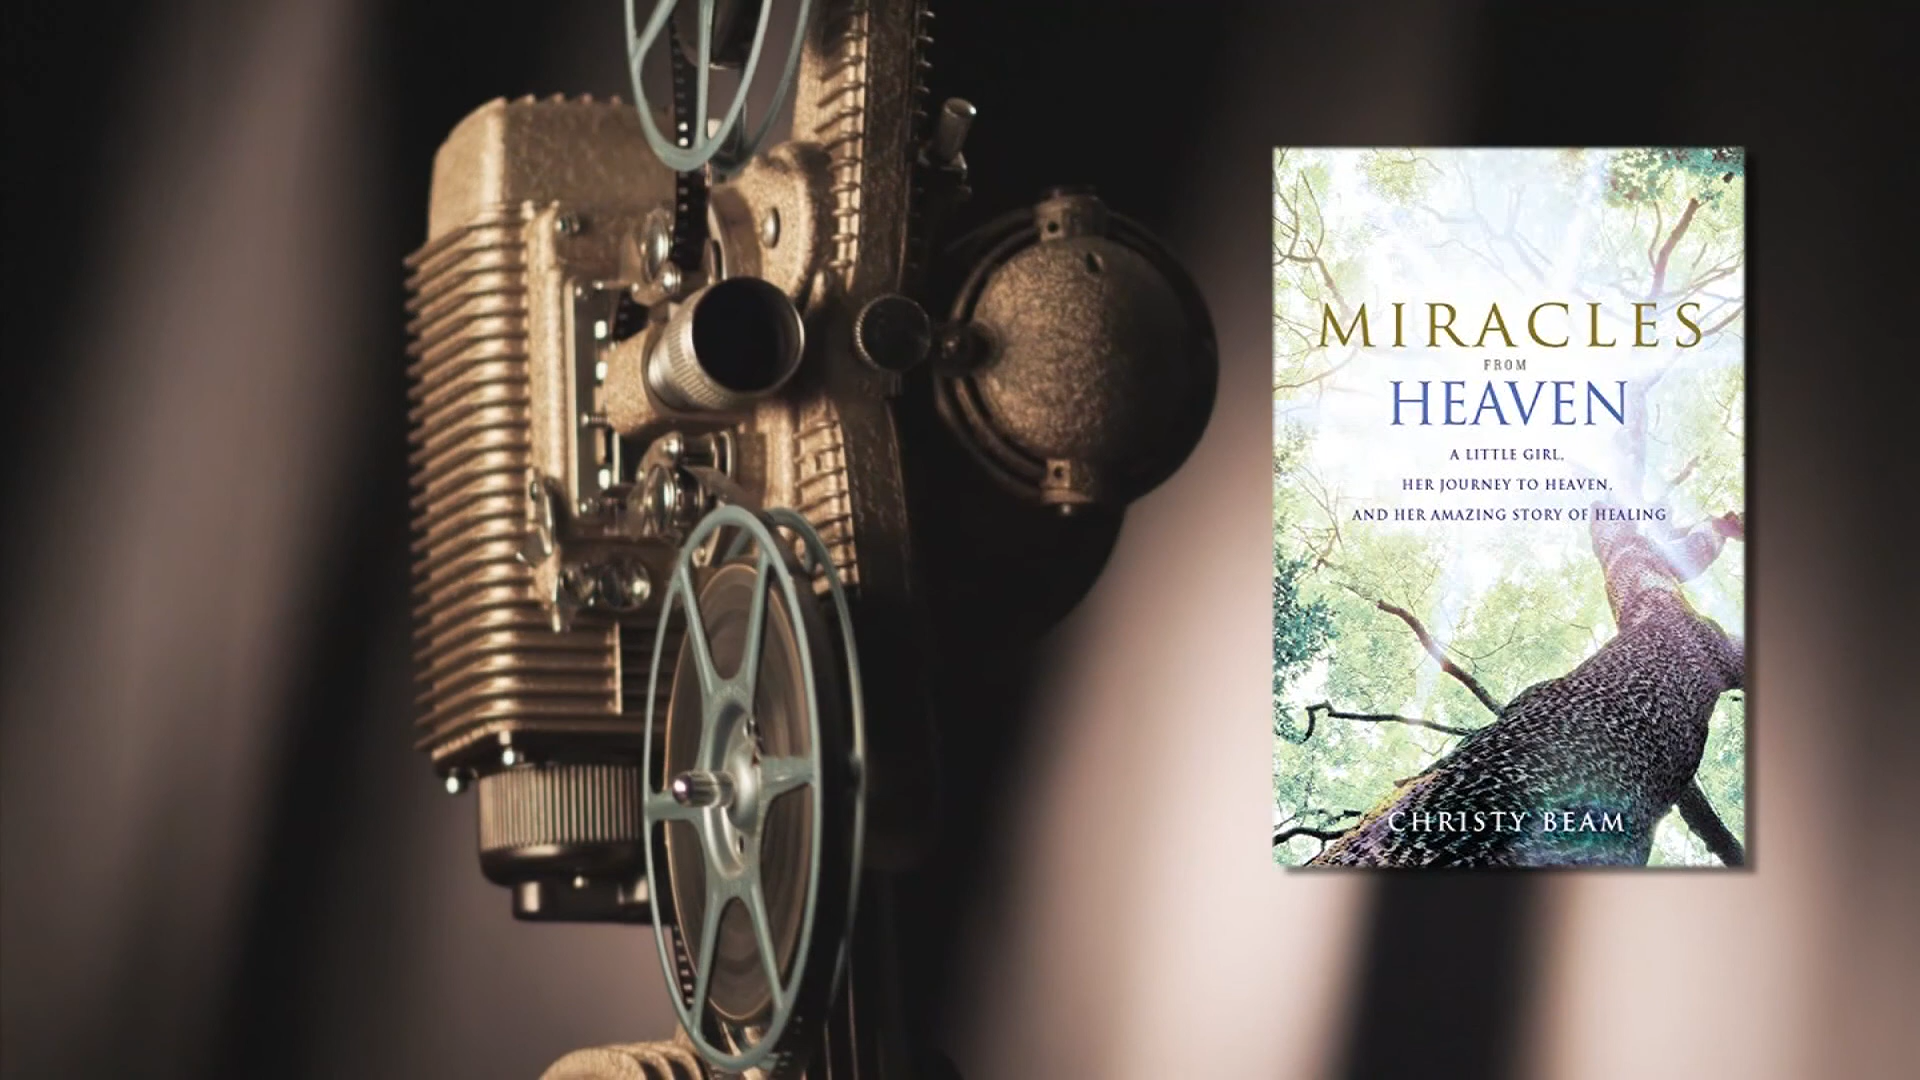 MIRACLES
FROM
HEAVEN
A LITTLE GIRL,
HER JOURNEY TO HEAVEN,
AND HER AMAZING STORY OF HEALING
CHRISTY BEAM